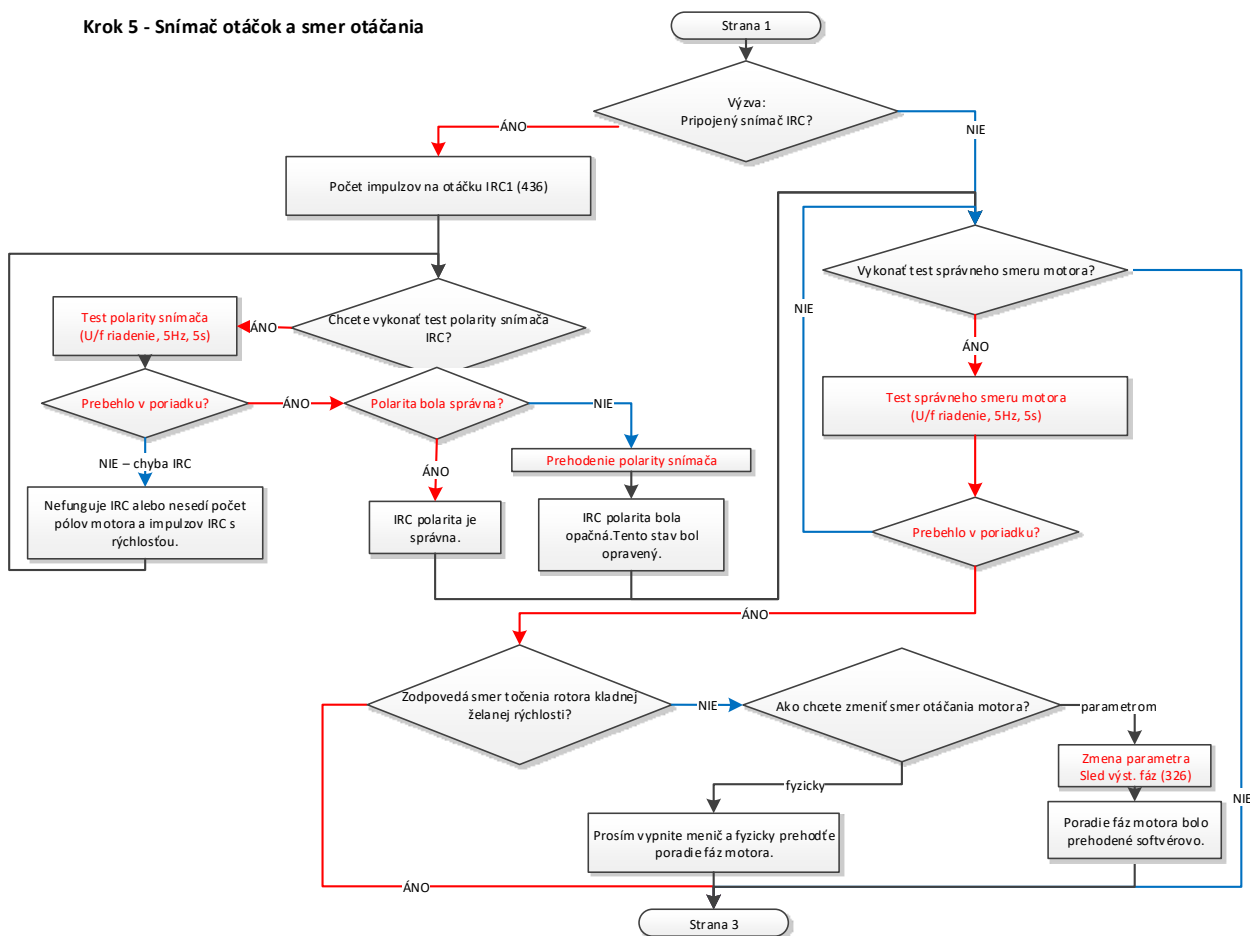 Krok 5 - Snímač otáčok a smer otáčania
Strana 1
Výzva:
Pripojený snímač IRC?
ÁNO
NIE
Počet impulzov na otáčku IRC1 (436)
Vykonať test správneho smeru motora?
NIE
NIE
Test polarity snímača
(U/f riadenie, 5Hz, 5s)
ÁNO
Chcete vykonať test polarity snímača
IRC?
ÁNO
Prebehlo v poriadku?
ÁNO
Polarita bola správna?
NIE
Test správneho smeru motora
(U/f riadenie, 5Hz, 5s)
NIE – chyba IRC
ÁNO
Prehodenie polarity snímača
Nefunguje IRC alebo nesedí počet
pólov motora a impulzov IRC s
rýchlosťou.
IRC polarita je
správna.
IRC polarita bola
opačná.Tento stav bol
opravený.
Prebehlo v poriadku?
ÁNO
Zodpovedá smer točenia rotora kladnej
želanej rýchlosti?
NIE
Ako chcete zmeniť smer otáčania motora?
parametrom
Zmena parametra
Sled výst. fáz (326)
fyzicky
NIE
Prosím vypnite menič a fyzicky prehoďte
poradie fáz motora.
Poradie fáz motora bolo
prehodené softvérovo.
ÁNO
Strana 3